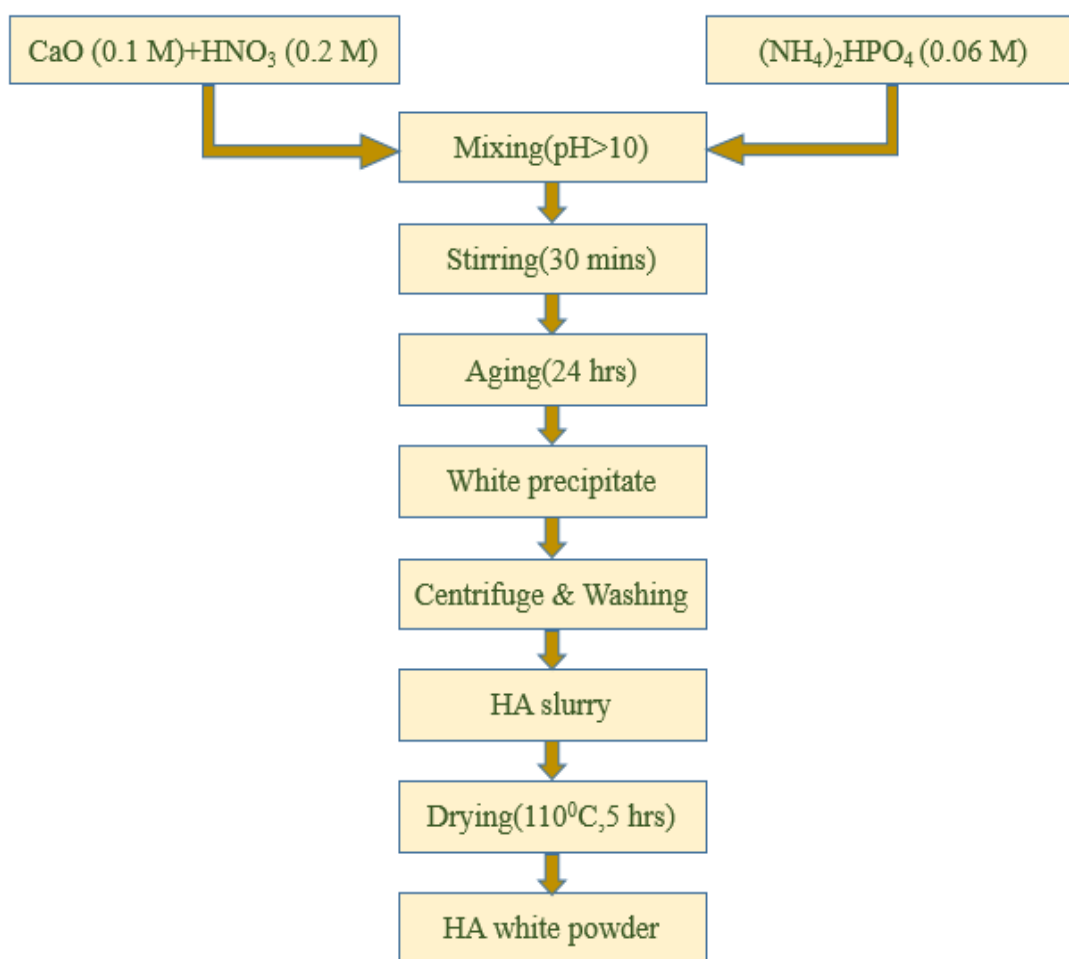 CaO (0.1 M)+HNO₃ (0.2 M)
(NH₄)₂HPO₄ (0.06 M)
Mixing(pH>10)
Stirring(30 mins)
Aging(24 hrs)
White precipitate
Centrifuge & Washing
HA slurry
Drying(110⁰C,5 hrs)
HA white powder